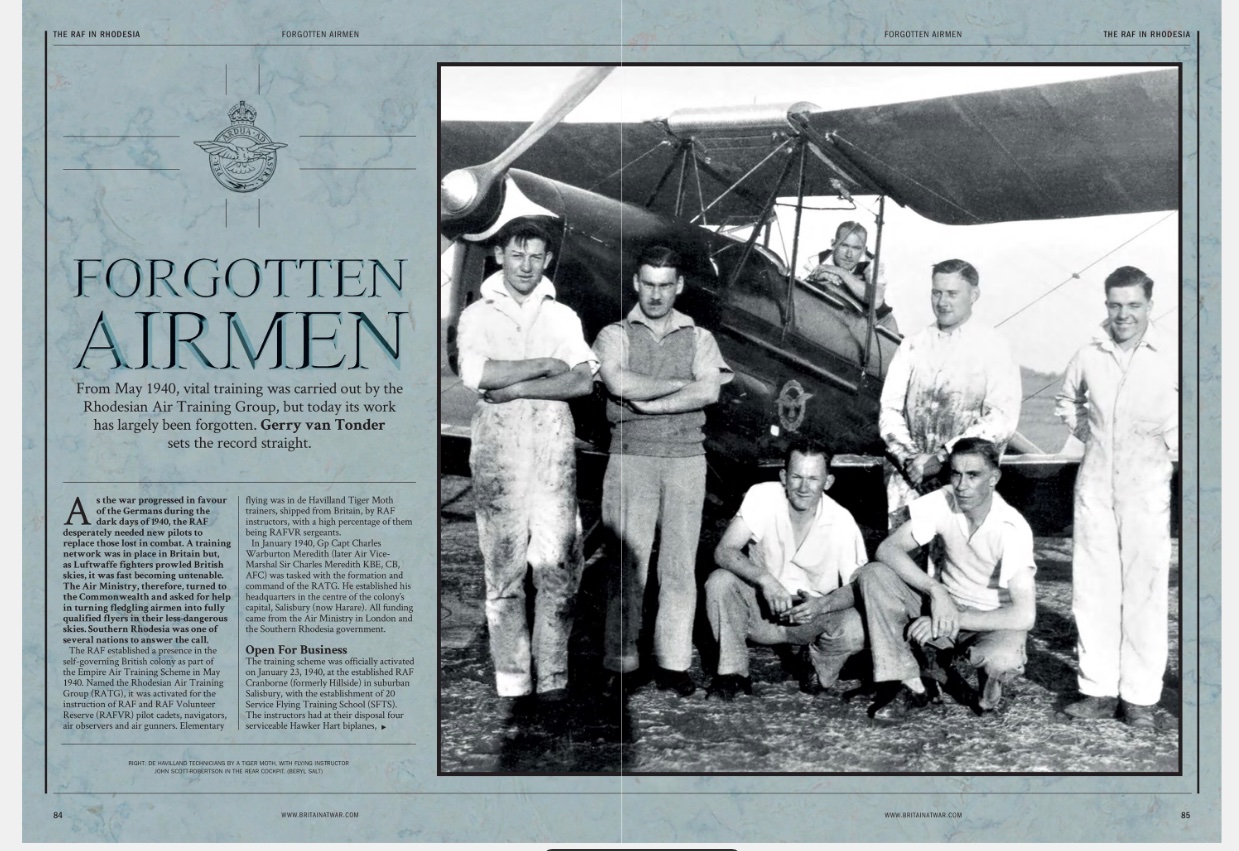 THE RAF IN RHODESIA
FORGOTTEN AIRMEN
FORGOTTEN AIRMEN
THE RAF IN RHODESIA
PER ARDUA AD ASTRA
FORGOTTEN
AIRMEN
From May 1940, vital training was carried out by the
Rhodesian Air Training Group, but today its work
has largely been forgotten. Gerry van Tonder
sets the record straight.
As the war progressed in favour
of the Germans during the
dark days of 1940, the RAF
desperately needed new pilots to
replace those lost in combat. A training
network was in place in Britain but,
as Luftwaffe fighters prowled British
skies, it was fast becoming untenable.
The Air Ministry, therefore, turned to
the Commonwealth and asked for help
in turning fledgling airmen into fully
qualified flyers in their less-dangerous
skies. Southern Rhodesia was one of
several nations to answer the call.
The RAF established a presence in the
self-governing British colony as part of
the Empire Air Training Scheme in May
1940. Named the Rhodesian Air Training
Group (RATG), it was activated for the
instruction of RAF and RAF Volunteer
Reserve (RAFVR) pilot cadets, navigators,
air observers and air gunners. Elementary
flying was in de Havilland Tiger Moth
trainers, shipped from Britain, by RAF
instructors, with a high percentage of them
being RAFVR sergeants.
In January 1940, Gp Capt Charles
Warburton Meredith (later Air Vice-
Marshal Sir Charles Meredith KBE, CB,
AFC) was tasked with the formation and
command of the RATG. He established his
headquarters in the centre of the colony's
capital, Salisbury (now Harare). All funding
came from the Air Ministry in London and
the Southern Rhodesia government.
Open For Business
The training scheme was officially activated
on January 23, 1940, at the established RAF
Cranborne (formerly Hillside) in suburban
Salisbury, with the establishment of 20
Service Flying Training School (SFTS).
The instructors had at their disposal four
serviceable Hawker Hart biplanes, ▶
RIGHT: DE HAVILLAND TECHNICIANS BY A TIGER MOTH, WITH FLYING INSTRUCTOR
JOHN SCOTT-ROBERTSON IN THE REAR COCKPIT. (BERYL SALT)
84
WWW.BRITAINATWAR.COM
WWW.BRITAINATWAR.COM
85